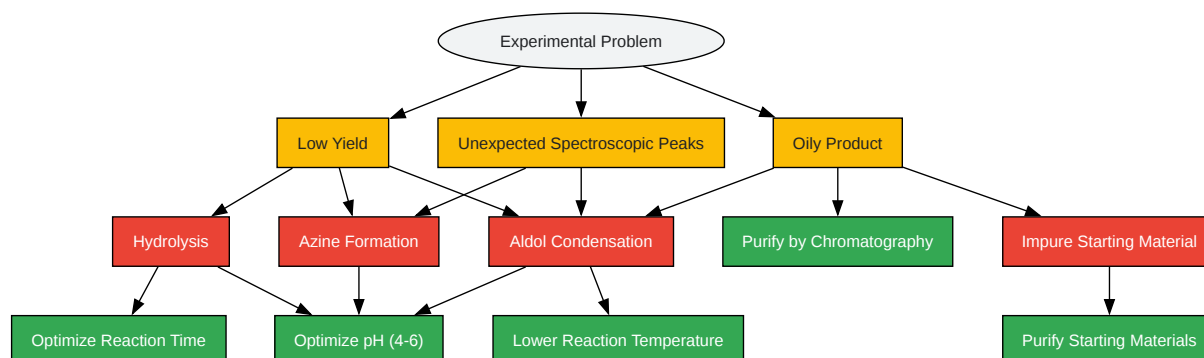 Experimental Problem
Low Yield
Unexpected Spectroscopic Peaks
Oily Product
Hydrolysis
Azine Formation
Aldol Condensation
Purify by Chromatography
Impure Starting Material
Optimize Reaction Time
Optimize pH (4-6)
Lower Reaction Temperature
Purify Starting Materials